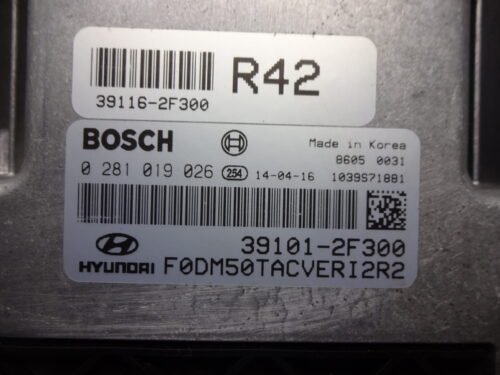 R42
39116-2F300
BOSCH
Made in Korea
8605 0031
0 281 019 026 254 14-04-16 1039S71881
39101-2F300
HYUNDAI F0DM50TACVERI2R2